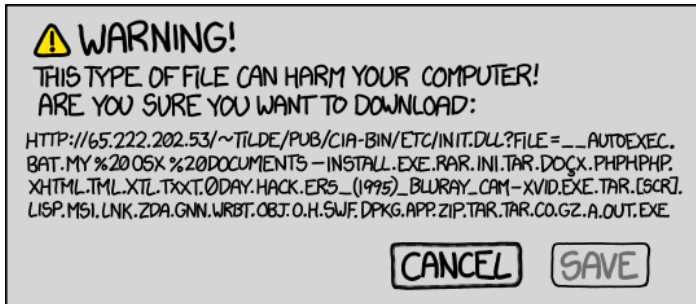 WARNING!
THIS TYPE OF FILE CAN HARM YOUR COMPUTER!
ARE YOU SURE YOU WANT TO DOWNLOAD:
HTTP://65.222.202.53/~TILDE/PUB/CIA-BIN/ETC/INIT.DLL?FILE=__AUTOEXEC.
BAT.MY%20OSX%20DOCUMENTS-INSTALL.EXE.RAR.INI.TAR.DOÇX.PHPHPHP.
XHTML.TML.XTL.TXXT.0DAY.HACK.ERS_(1995)_BLURAY_CAM-XVID.EXE.TAR.[SCR].
LISP.MSI.LNK.ZDA.GNN.WRBT.OBJ.O.H.SWF.DPKG.APP.ZIP.TAR.TAR.CO.GZ.A.OUT.EXE
CANCEL SAVE